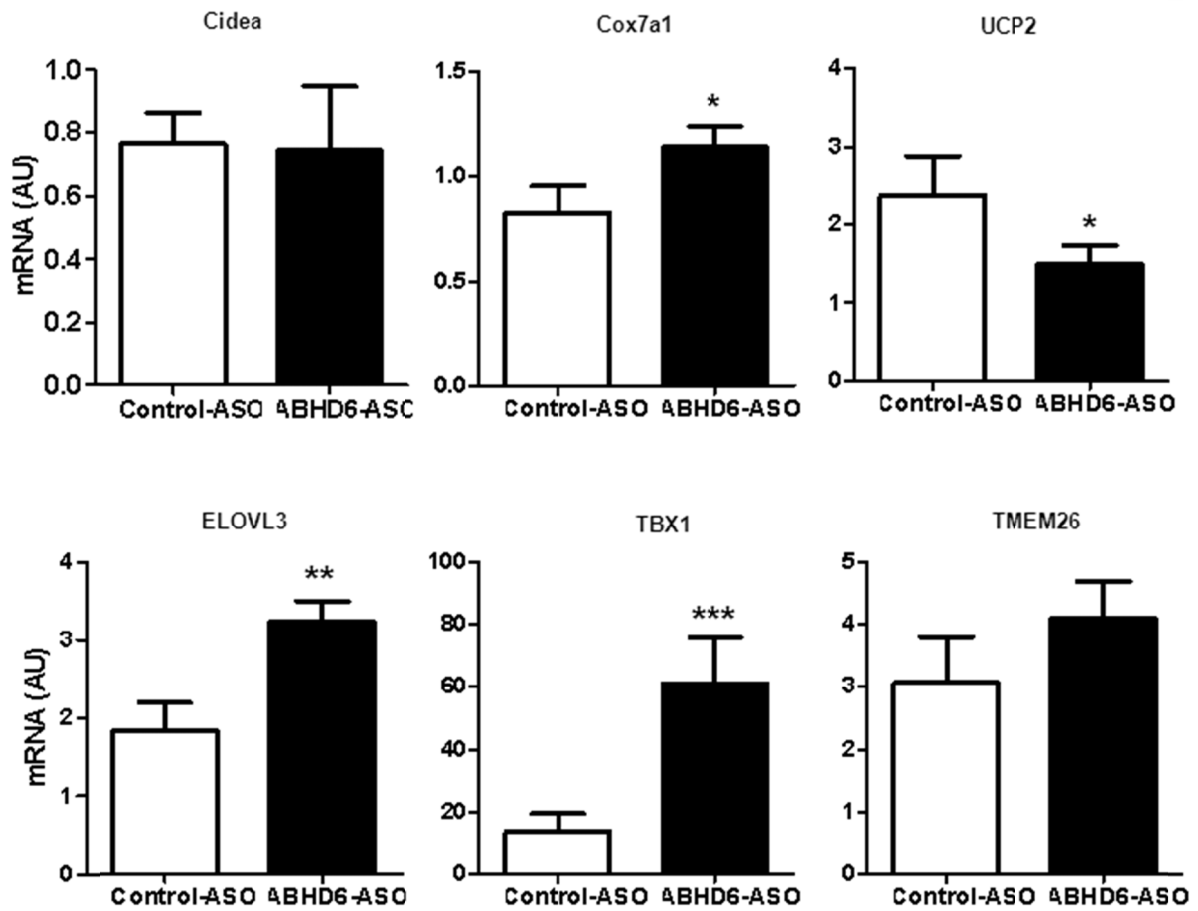 Cidea
Cox7a1
UCP2
mRNA (AU)
1.0
0.8
0.6
0.4
0.2
0.0
Control-ASO
ABHD6-ASO
1.5
*
1.0
0.5
0.0
Control-ASO
ABHD6-ASO
4
3
2
*
1
0
Control-ASO
ABHD6-ASO
ELOVL3
TBX1
TMEM26
mRNA (AU)
4
**
3
2
1
0
Control-ASO
ABHD6-ASO
100
80
***
60
40
20
0
Control-ASO
ABHD6-ASO
5
4
3
2
1
0
Control-ASO
ABHD6-ASO